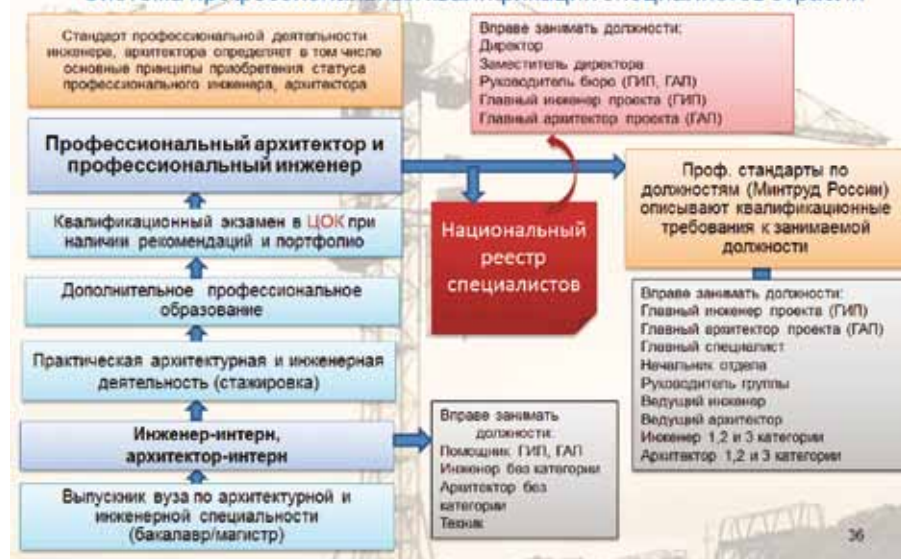 Стандарт профессиональной деятельности
инженера, архитектора определяет в том числе
основные принципы приобретения статуса
профессионального инженера, архитектора
Профессиональный архитектор и
профессиональный инженер
Квалификационный экзамен в ЦОК при
наличии рекомендаций и портфолио
Дополнительное профессиональное
образование
Практическая архитектурная и инженерная
деятельность (стажировка)
Инженер-интерн,
архитектор-интерн
Выпускник вуза по архитектурной и
инженерной специальности
(бакалавр/магистр)
Вправе занимать должности:
Директор
Заместитель директора
Руководитель бюро (ГИП, ГАП)
Главный инженер проекта (ГИП)
Главный архитектор проекта (ГАП)
Национальный
реестр
специалистов
Вправе занимать
должности:
Помощник ГИП, ГАП
Инженер без категории
Архитектор без
категории
Техник
Проф. стандарты по
должностям (Минтруд России)
описывают квалификационные
требования к занимаемой
должности
Вправе занимать должности:
Главный инженер проекта (ГИП)
Главный архитектор проекта (ГАП)
Главный специалист
Начальник отдела
Руководитель группы
Ведущий инженер
Ведущий архитектор
Инженер 1,2 и 3 категории
Архитектор 1,2 и 3 категории
36